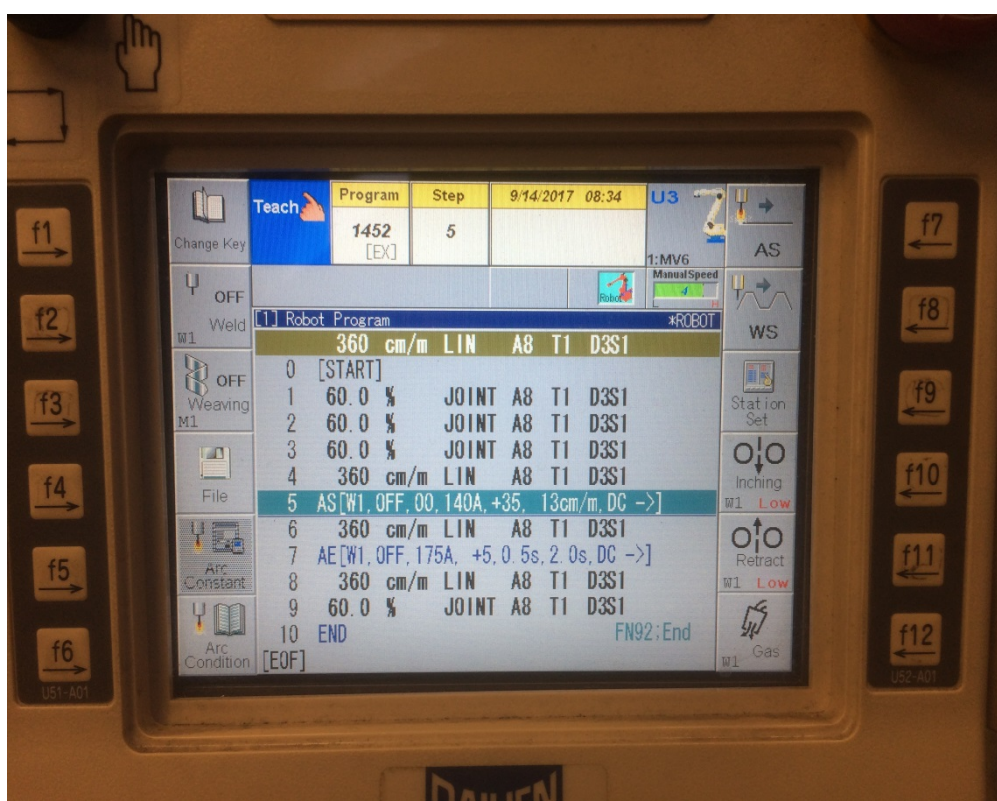 f1
f2
f3
f4
f5
f6
U51-A01
Change Key
OFF
Weld
W1
OFF
Weaving
M1
File
Arc
Constant
Arc
Condition
Teach
Program
Step
9/14/2017 08:34
U3
1452
5
[EX]
1:MV6
Robot
Manual Speed
4
[1] Robot Program *ROBOT
360 cm/m LIN A8 T1 D3S1
0 [START]
1 60.0 % JOINT A8 T1 D3S1
2 60.0 % JOINT A8 T1 D3S1
3 60.0 % JOINT A8 T1 D3S1
4 360 cm/m LIN A8 T1 D3S1
5 AS[W1,OFF,00,140A,+35, 13cm/m,DC ->]
6 360 cm/m LIN A8 T1 D3S1
7 AE[W1,OFF,175A, +5,0.5s,2.0s,DC ->]
8 360 cm/m LIN A8 T1 D3S1
9 60.0 % JOINT A8 T1 D3S1
10 END FN92;End
[EOF]
AS
WS
Station
Set
Inching
W1 Low
Retract
W1 Low
Gas
W1
f7
f8
f9
f10
f11
f12
U52-A01